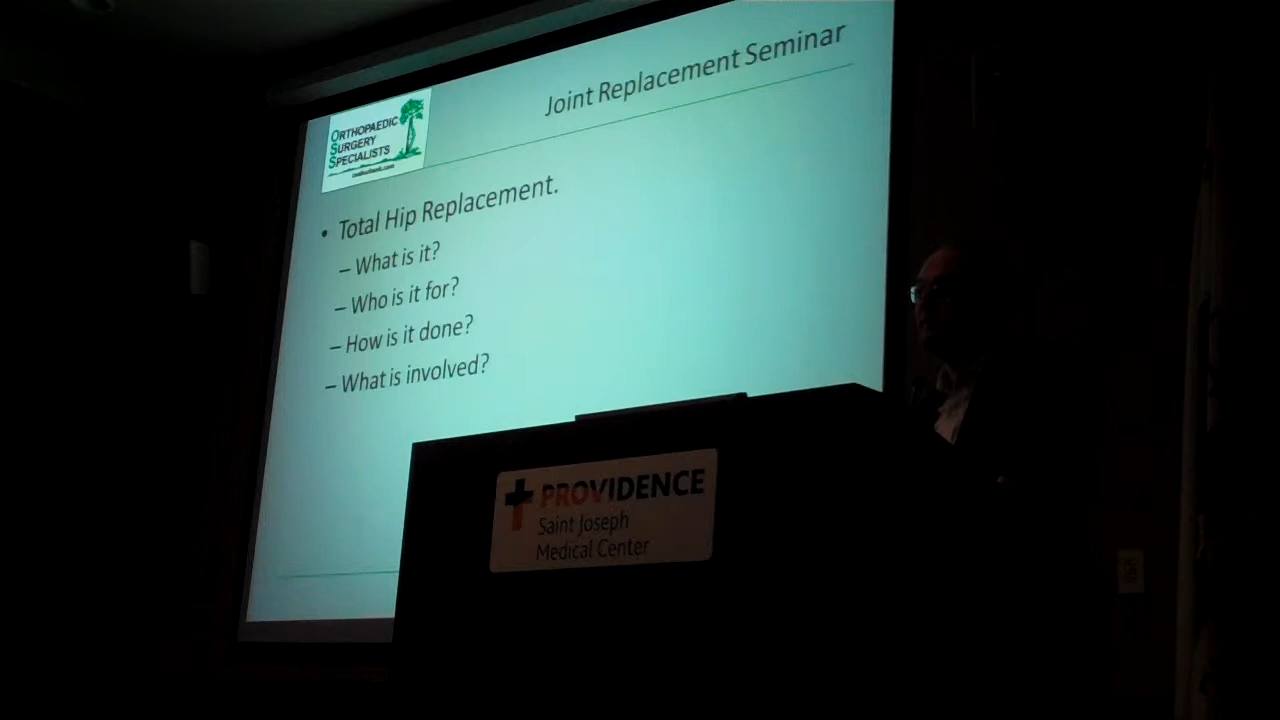 Joint Replacement Seminar
ORTHOPAEDIC
SURGERY
SPECIALISTS
• Total Hip Replacement.
– What is it?
– Who is it for?
– How is it done?
– What is involved?
PROVIDENCE
Saint Joseph
Medical Center